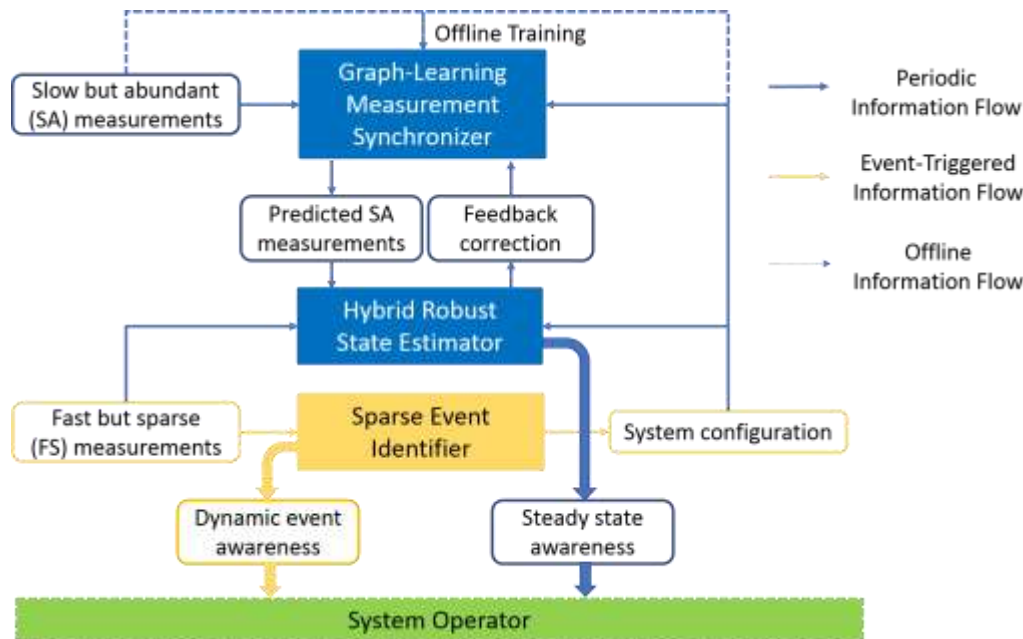 Offline Training
Graph-Learning
Measurement
Synchronizer
Slow but abundant
(SA) measurements
Periodic
Information Flow
Event-Triggered
Information Flow
Predicted SA
measurements
Feedback
correction
Offline
Information Flow
Hybrid Robust
State Estimator
Fast but sparse
(FS) measurements
Sparse Event
Identifier
System configuration
Dynamic event
awareness
Steady state
awareness
System Operator